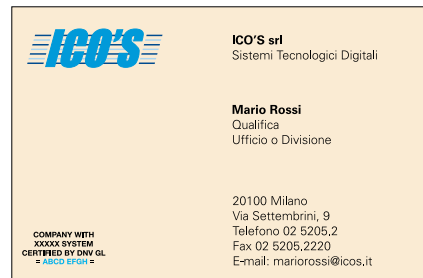 ICO'S
ICO'S srl
Sistemi Tecnologici Digitali
Mario Rossi
Qualifica
Ufficio o Divisione
20100 Milano
Via Settembrini, 9
Telefono 02 5205.2
Fax 02 5205.2220
E-mail: mariorossi@icos.it
COMPANY WITH
XXXXX SYSTEM
CERTIFIED BY DNV GL
= ABCD EFGH =